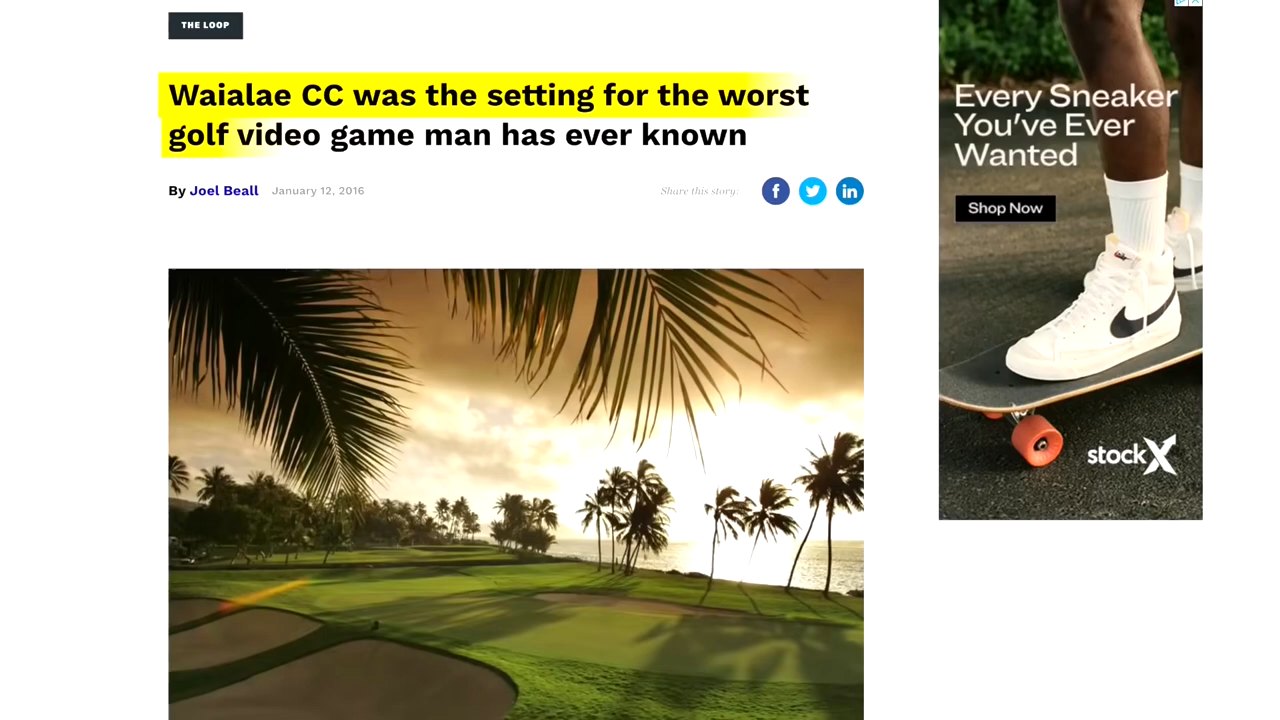 THE LOOP
Waialae CC was the setting for the worst
golf video game man has ever known
By Joel Beall January 12, 2016
Share this story:
Every Sneaker
You've Ever
Wanted
Shop Now
stockX